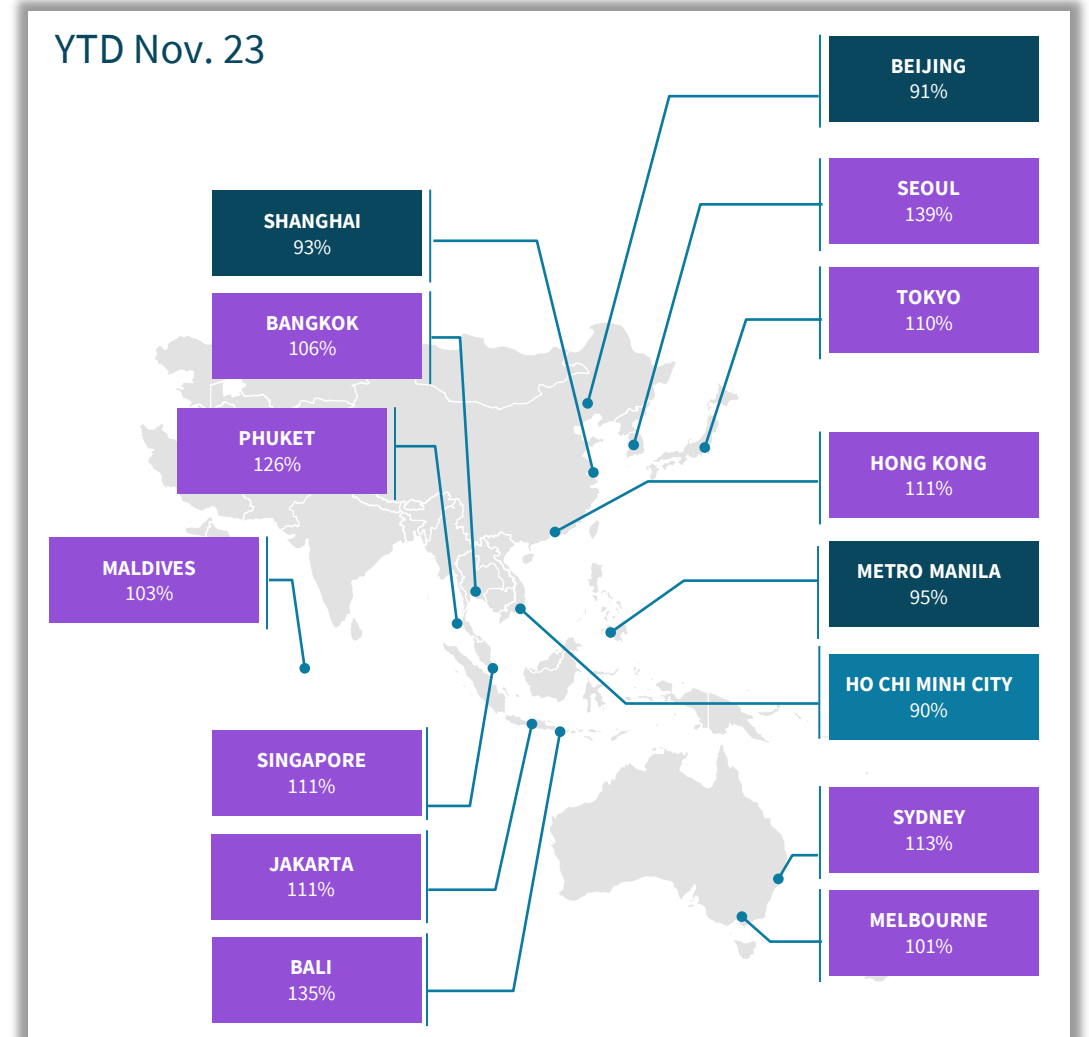 YTD Nov. 23
BEIJING
91%
SEOUL
139%
SHANGHAI
93%
TOKYO
110%
BANGKOK
106%
PHUKET
126%
HONG KONG
111%
MALDIVES
103%
METRO MANILA
95%
HO CHI MINH CITY
90%
SINGAPORE
111%
SYDNEY
113%
JAKARTA
111%
MELBOURNE
101%
BALI
135%